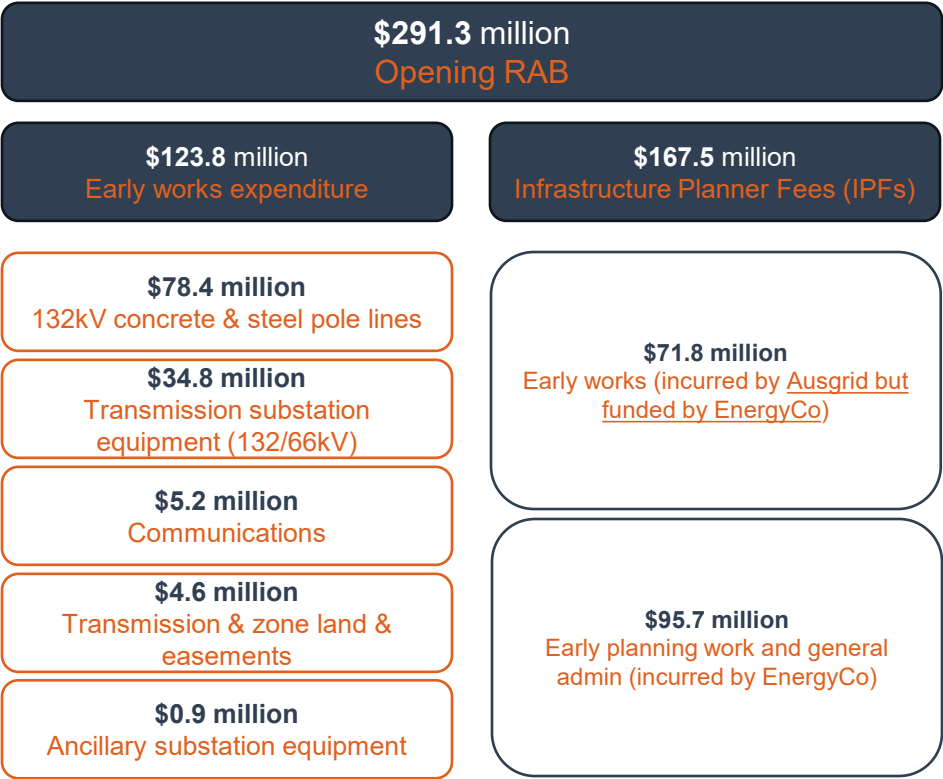 $291.3 million
Opening RAB
$123.8 million
Early works expenditure
$167.5 million
Infrastructure Planner Fees (IPFs)
$78.4 million
132kV concrete & steel pole lines
$34.8 million
Transmission substation
equipment (132/66kV)
$5.2 million
Communications
$4.6 million
Transmission & zone land &
easements
$0.9 million
Ancillary substation equipment
$71.8 million
Early works (incurred by Ausgrid but
funded by EnergyCo)
$95.7 million
Early planning work and general
admin (incurred by EnergyCo)